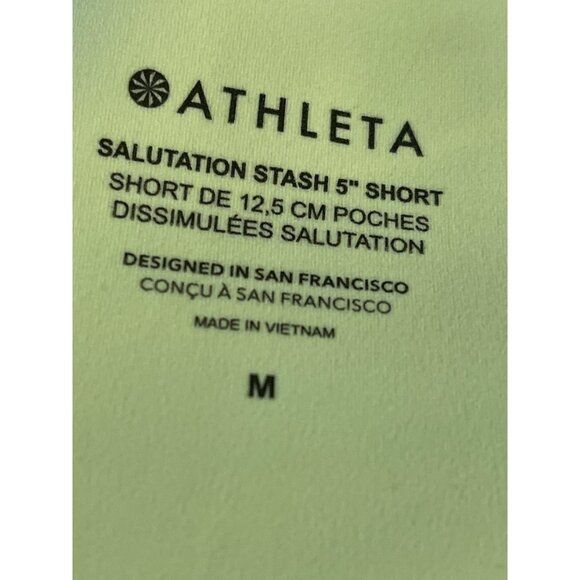 ATHLETA
SALUTATION STASH 5" SHORT
SHORT DE 12,5 CM POCHES
DISSIMULÉES SALUTATION
DESIGNED IN SAN FRANCISCO
CONÇU À SAN FRANCISCO
MADE IN VIETNAM
M